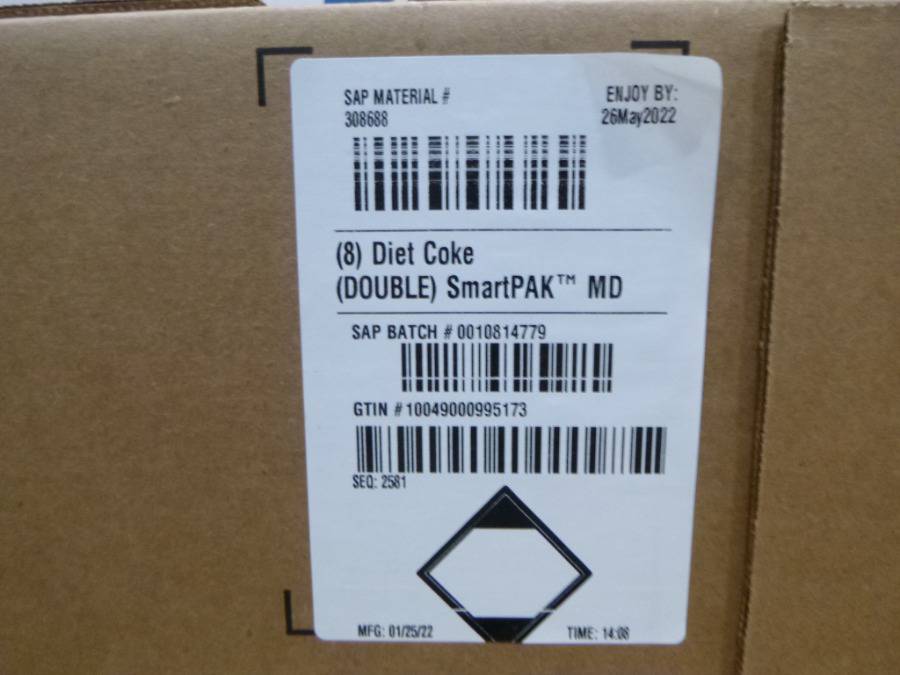 SAP MATERIAL #
308688
ENJOY BY:
26May2022
(8) Diet Coke
(DOUBLE) SmartPAK™ MD
SAP BATCH # 0010814779
GTIN # 10049000995173
SEQ: 2581
MFG: 01/25/22
TIME: 14:08